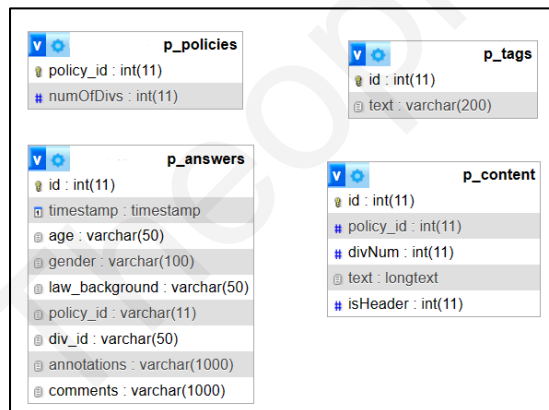 p_policies
policy_id : int(11)
numOfDivs : int(11)
p_tags
id : int(11)
text : varchar(200)
p_answers
id : int(11)
timestamp : timestamp
age : varchar(50)
gender : varchar(100)
law_background : varchar(50)
policy_id : varchar(11)
div_id : varchar(50)
annotations : varchar(1000)
comments : varchar(1000)
p_content
id : int(11)
policy_id : int(11)
divNum : int(11)
text : longtext
isHeader : int(11)